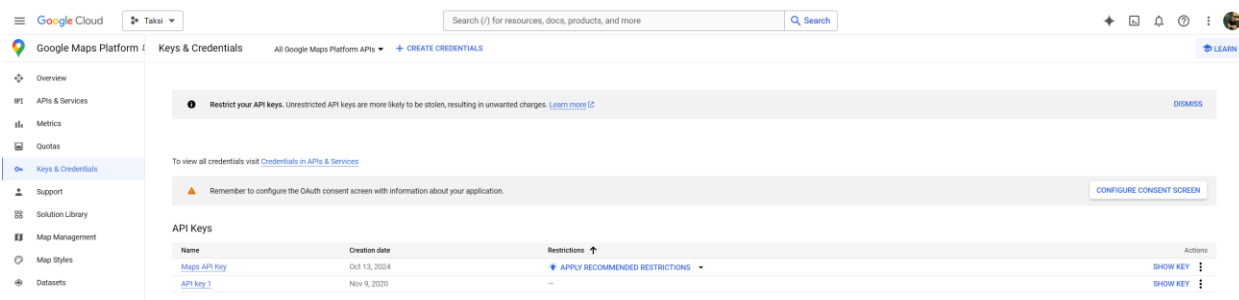 Google Cloud
Taksi
Search (/) for resources, docs, products, and more
Search
Google Maps Platform
Keys & Credentials
All Google Maps Platform APIs
+ CREATE CREDENTIALS
LEARN
Overview
APIs & Services
Metrics
Quotas
Keys & Credentials
Support
Solution Library
Map Management
Map Styles
Datasets
Restrict your API keys. Unrestricted API keys are more likely to be stolen, resulting in unwanted charges. Learn more
DISMISS
To view all credentials visit Credentials in APIs & Services
Remember to configure the OAuth consent screen with information about your application.
CONFIGURE CONSENT SCREEN
API Keys
Name Creation date Restrictions Actions
Maps API Key Oct 13, 2024 APPLY RECOMMENDED RESTRICTIONS SHOW KEY
API key 1 Nov 9, 2020 – SHOW KEY